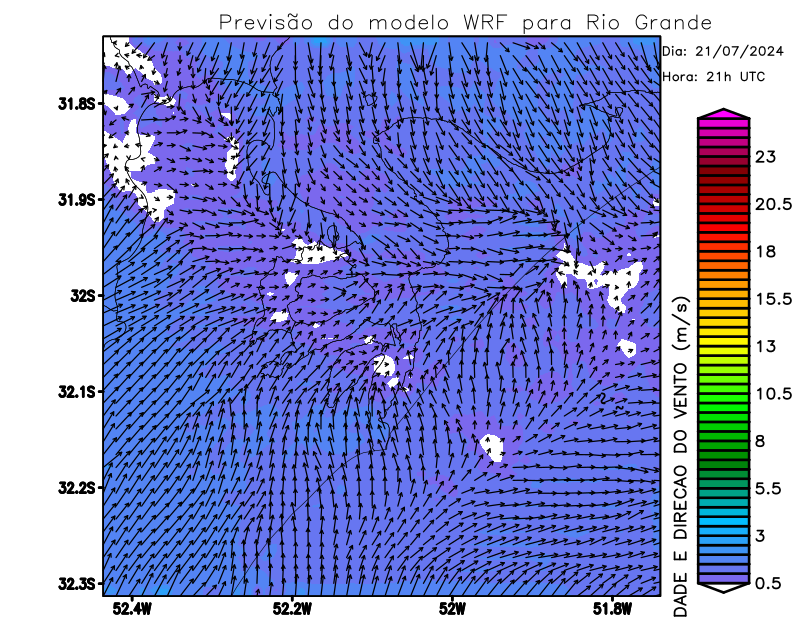 Previsão do modelo WRF para Rio Grande
Dia: 21/07/2024
Hora: 21h UTC
31.8S
31.9S
32S
32.1S
32.2S
32.3S
52.4W
52.2W
52W
51.8W
23
20.5
18
15.5
13
10.5
8
5.5
3
0.5
DADE E DIRECAO DO VENTO (m/s)